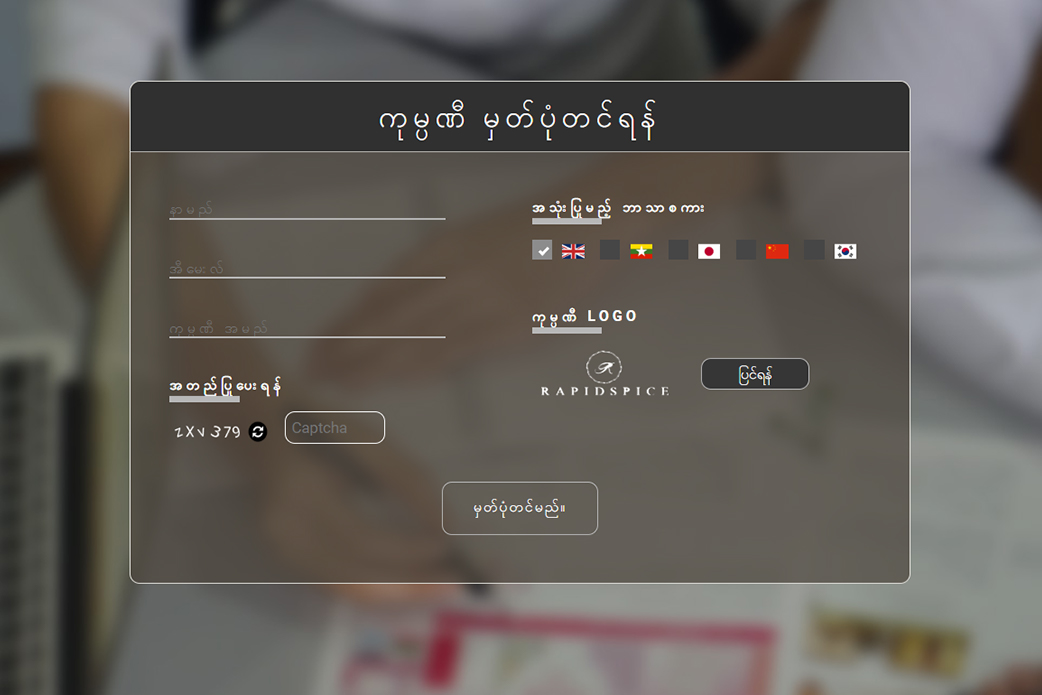 ကုမ္ပဏီ မှတ်ပုံတင်ရန်
နာမည်
အီးမေးလ်
ကုမ္ပဏီ အမည်
အတည်ပြုပေးရန်
zXv379
Captcha
အသုံးပြုမည့် ဘာသာစကား
ကုမ္ပဏီ LOGO
RAPIDSPICE
ပြင်ရန်
မှတ်ပုံတင်မည်။